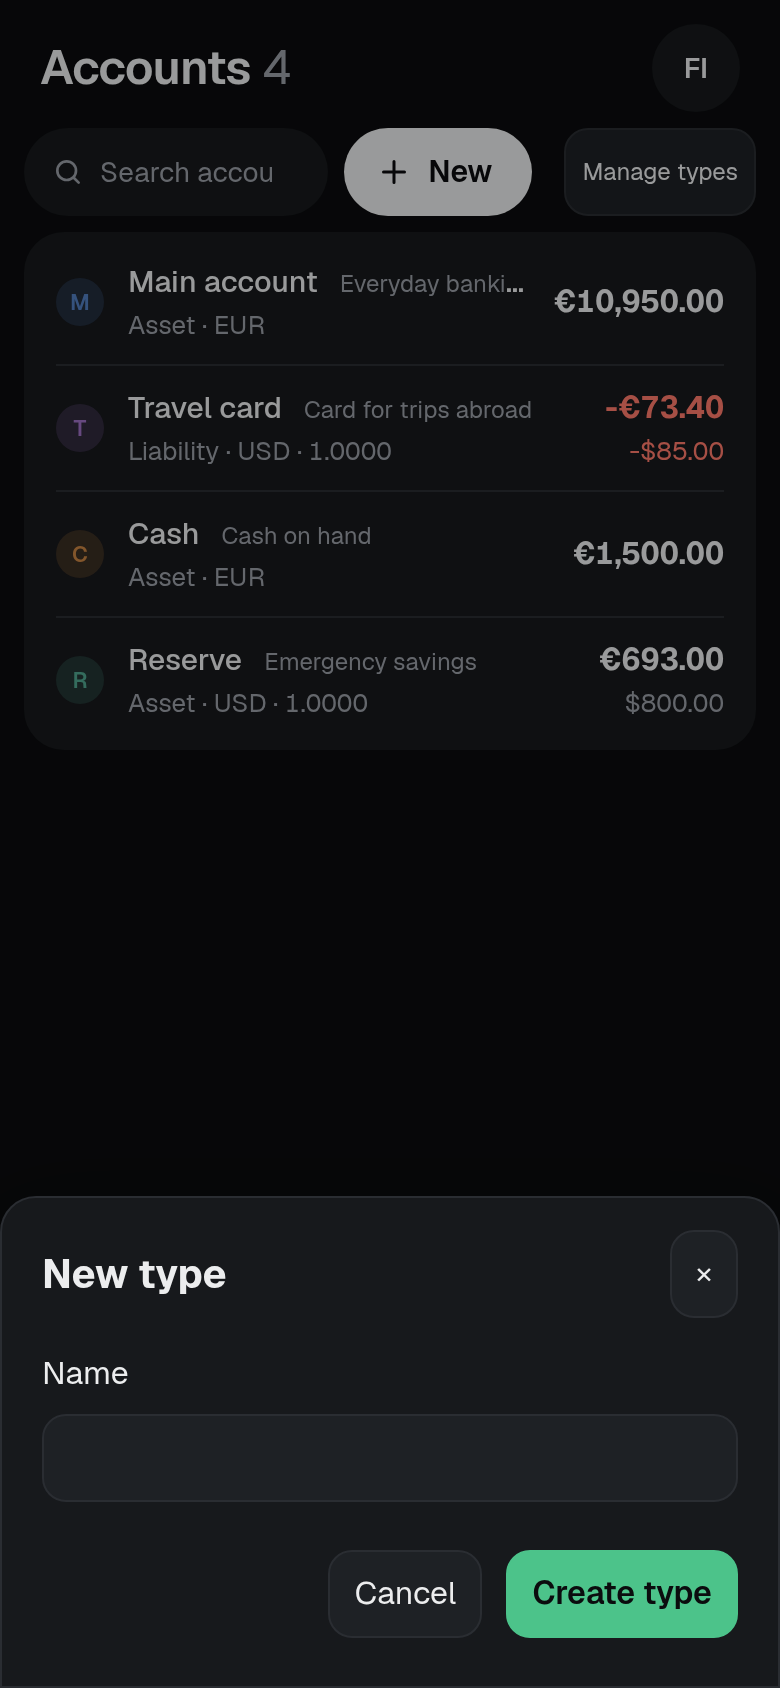 Accounts 4
FI
Search accou
New
Manage types
M
Main account Everyday banki...
€10,950.00
Asset · EUR
T
Travel card Card for trips abroad
-€73.40
Liability · USD · 1.0000
-$85.00
C
Cash Cash on hand
€1,500.00
Asset · EUR
R
Reserve Emergency savings
€693.00
Asset · USD · 1.0000
$800.00
New type
×
Name
Cancel
Create type